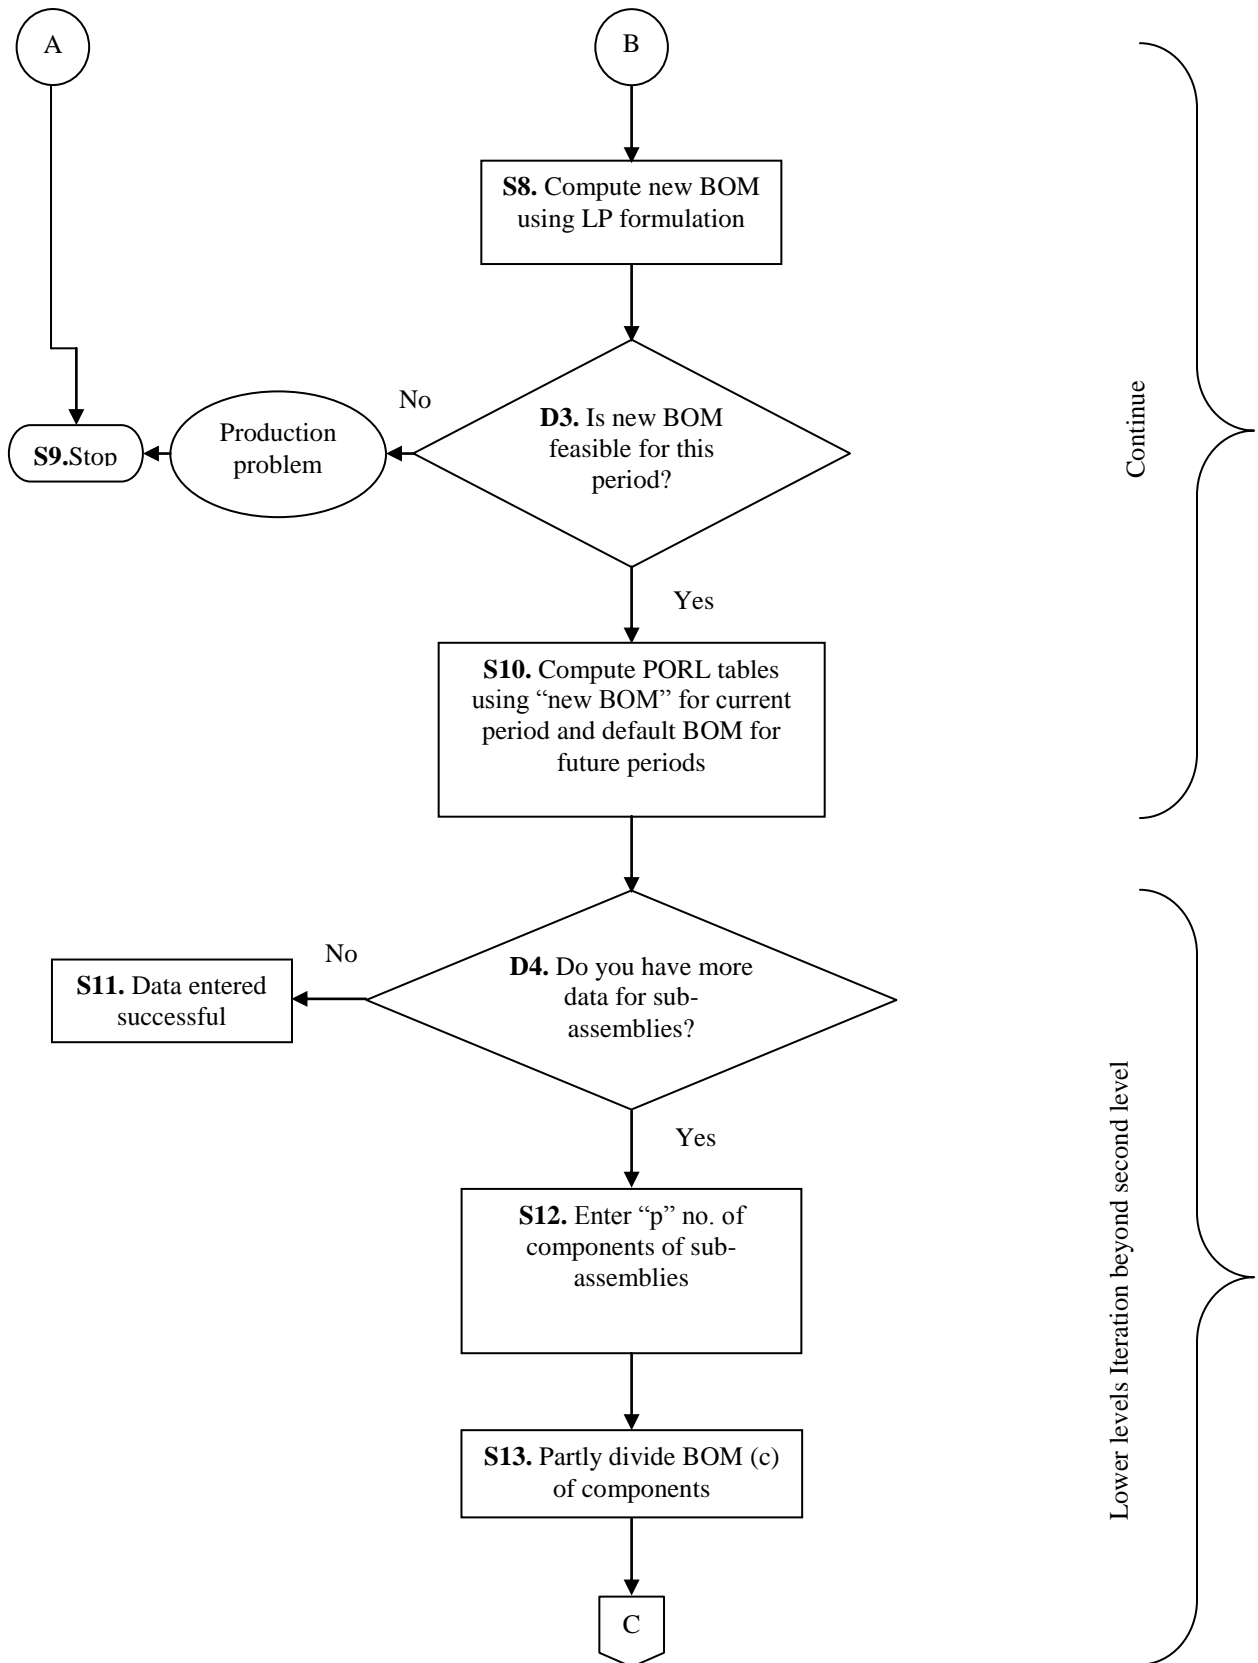 A
B
S8. Compute new BOM
using LP formulation
No
D3. Is new BOM
feasible for this
period?
Production
problem
S9.Stop
Yes
S10. Compute PORL tables
using “new BOM” for current
period and default BOM for
future periods
Continue
No
D4. Do you have more
data for sub-
assemblies?
S11. Data entered
successful
Yes
S12. Enter “p” no. of
components of sub-
assemblies
S13. Partly divide BOM (c)
of components
C
Lower levels Iteration beyond second level